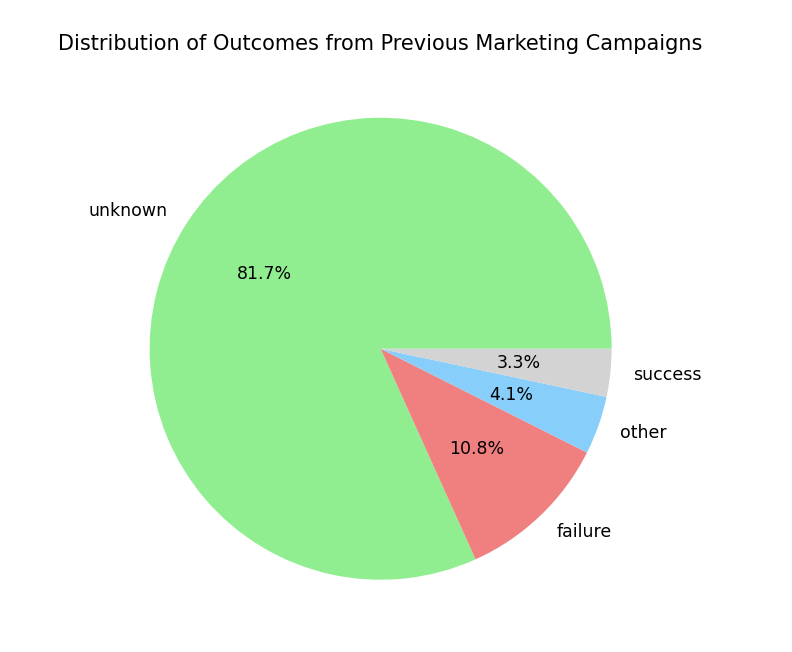 Distribution of Outcomes from Previous Marketing Campaigns
unknown
81.7%
3.3%
success
4.1%
other
10.8%
failure